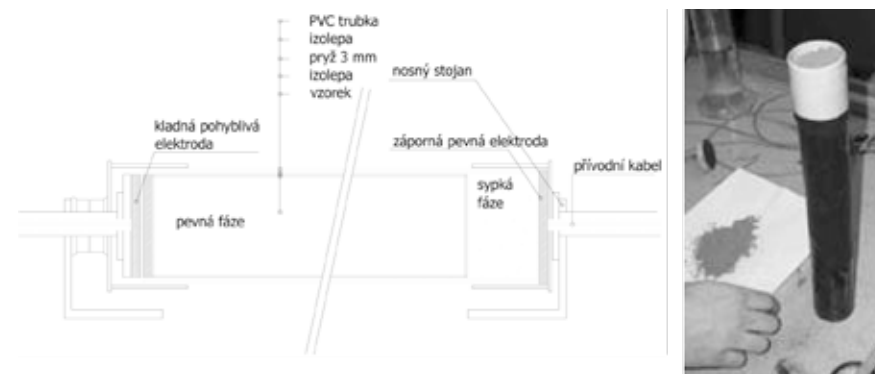 PVC trubka
izolepa
pryž 3 mm
izolepa
vzorek
nosný stojan
kladná pohyblivá
elektroda
záporná pevná elektroda
přívodní kabel
sypká
fáze
pevná fáze